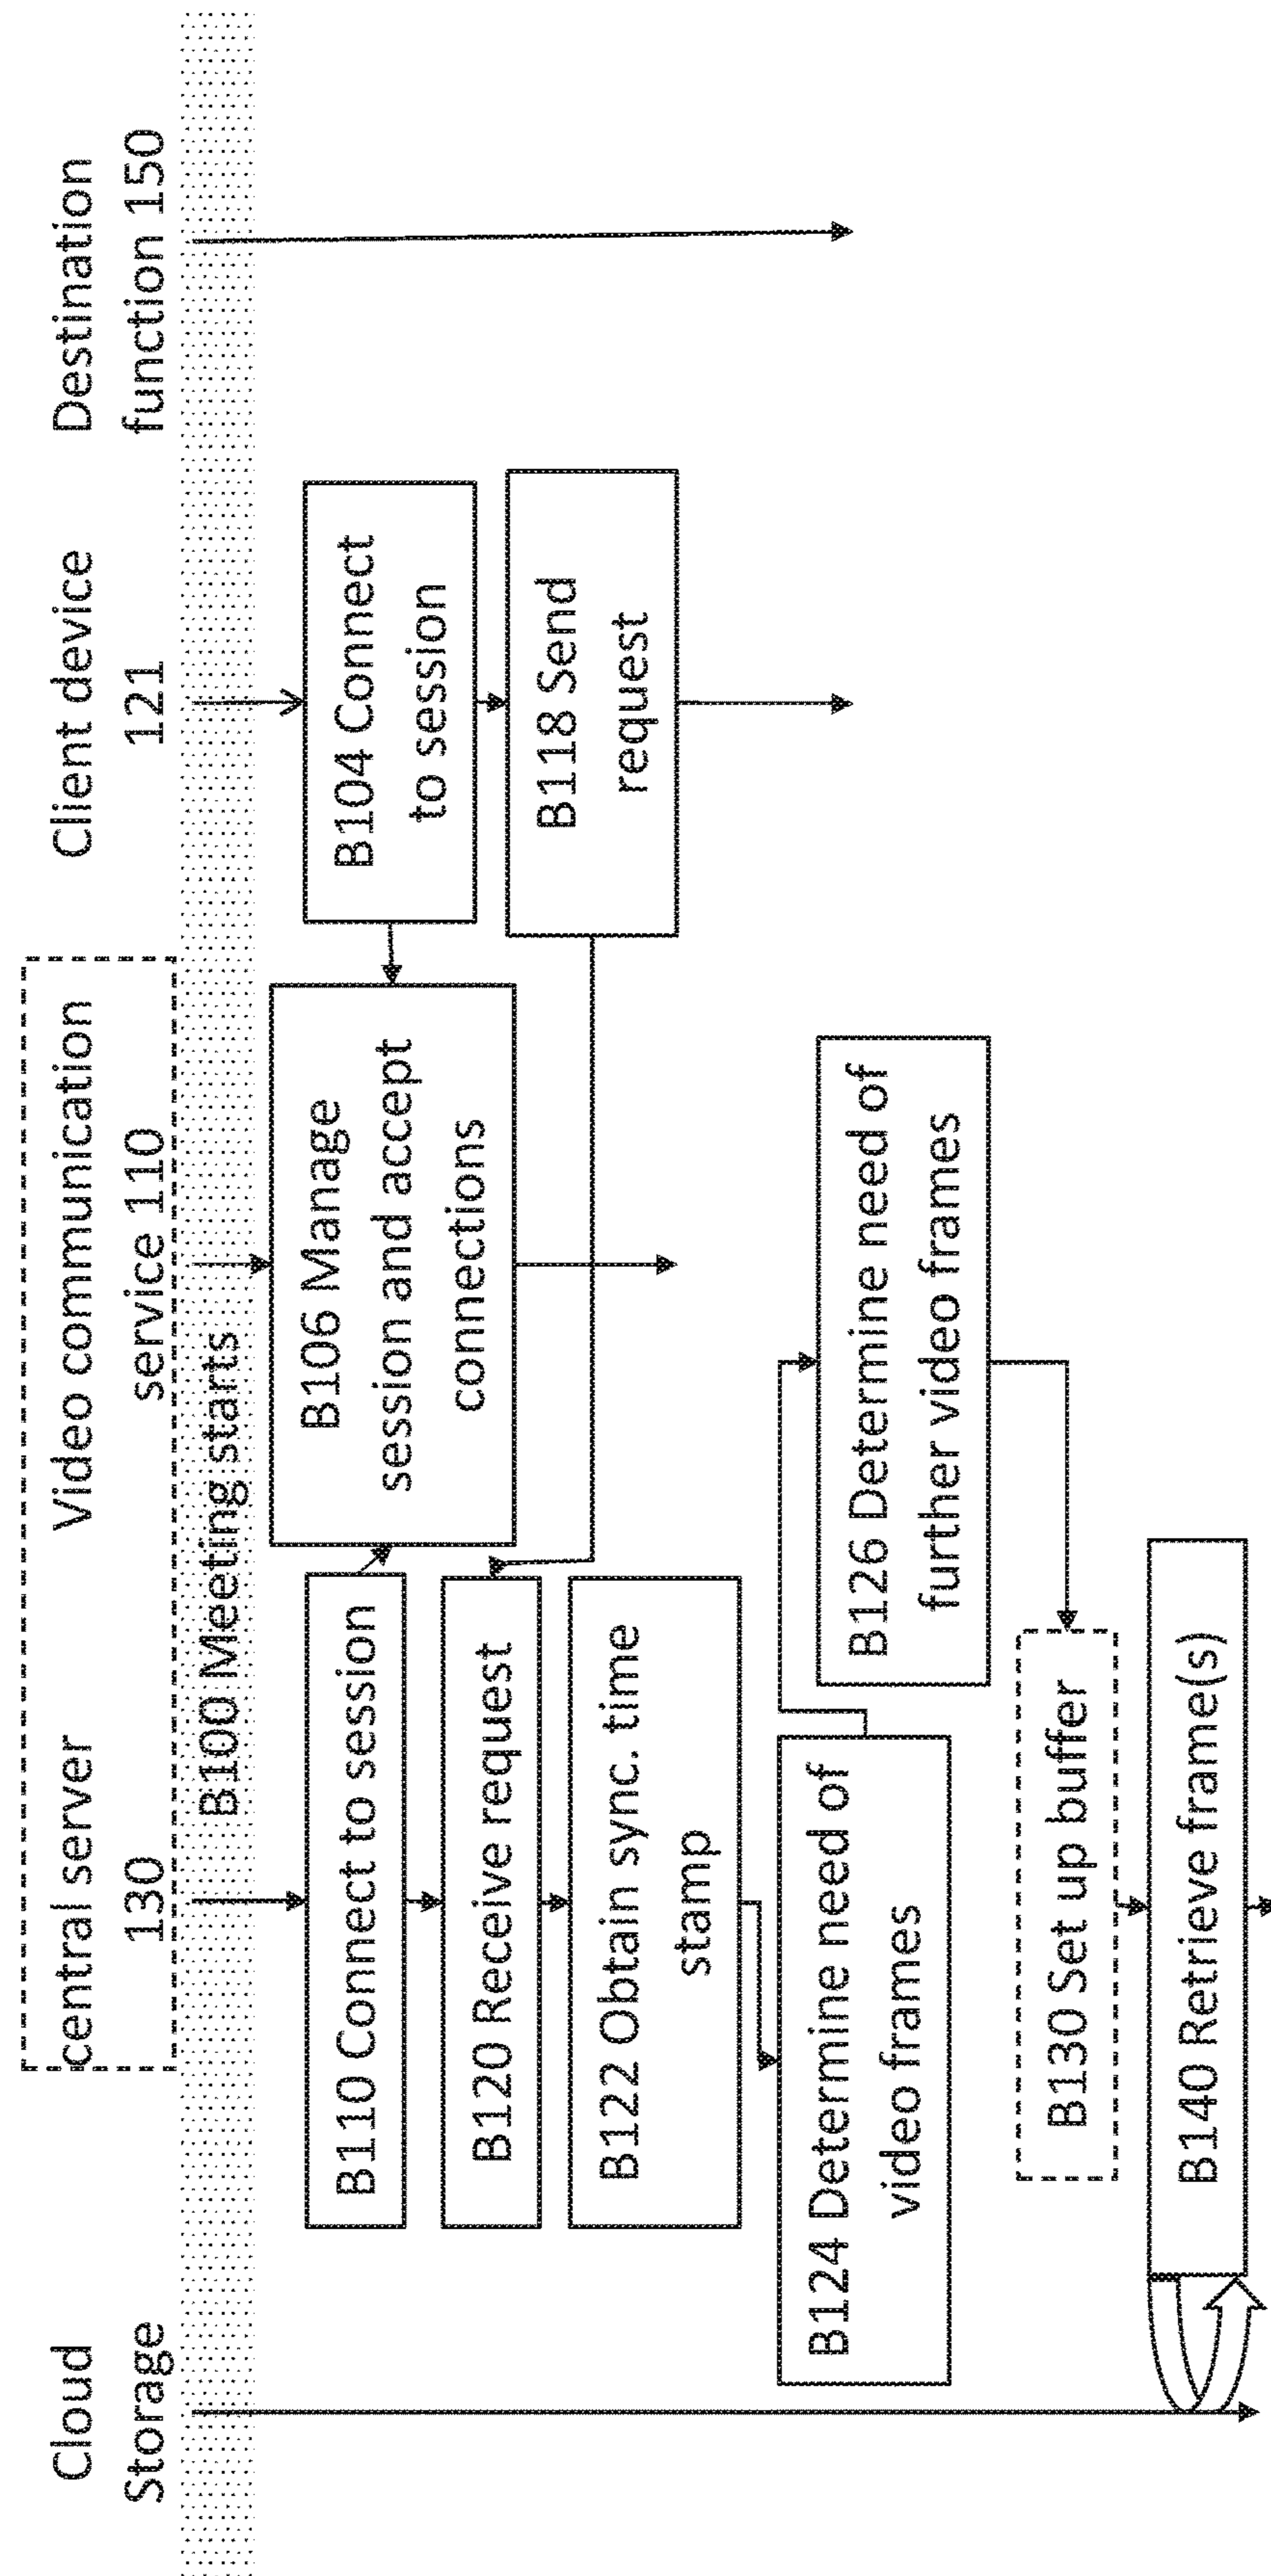 Cloud
Storage
central server
130
Video communication
service 110
Client device
121
Destination
function 150
B100 Meeting starts
B110 Connect to session
B106 Manage
session and accept
connections
B104 Connect
to session
B120 Receive request
B118 Send
request
B122 Obtain sync. time
stamp
B124 Determine need of
video frames
B126 Determine need of
further video frames
B130 Set up buffer
B140 Retrieve frame(s)